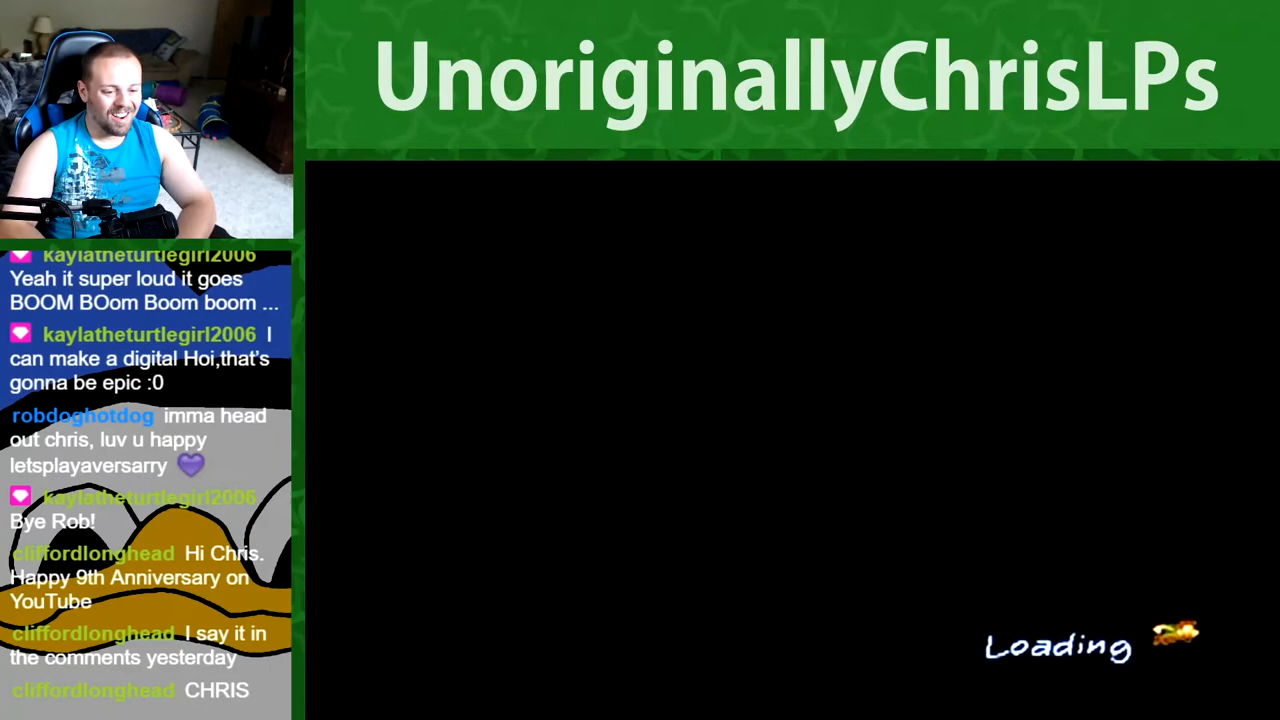 UnoriginallyChrisLPs
kaylatheturtlegirl2006
Yeah it super loud it goes
BOOM BOom Boom boom ...
kaylatheturtlegirl2006 I
can make a digital Hoi,that's
gonna be epic :0
robdoghotdog imma head
out chris, luv u happy
letsplayaversarry
kaylatheturtlegirl2006
Bye Rob!
cliffordlonghead Hi Chris.
Happy 9th Anniversary on
YouTube
cliffordlonghead I say it in
the comments yesterday
cliffordlonghead CHRIS
Loading